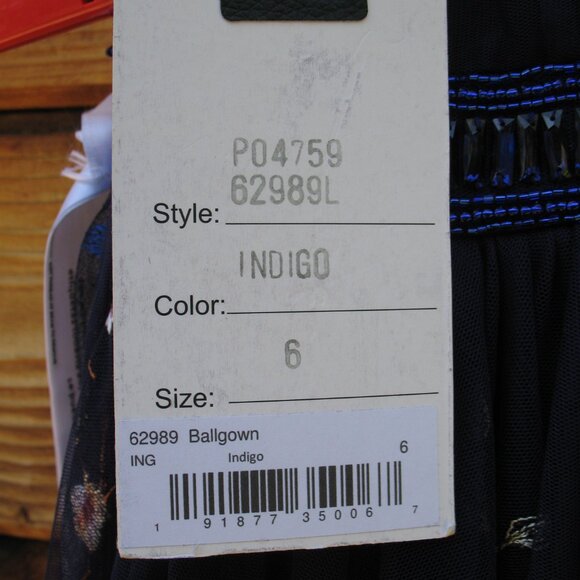 P04759
62989L
Style:
INDIGO
Color:
6
Size:
62989 Ballgown
ING Indigo 6
1 91877 35006 7